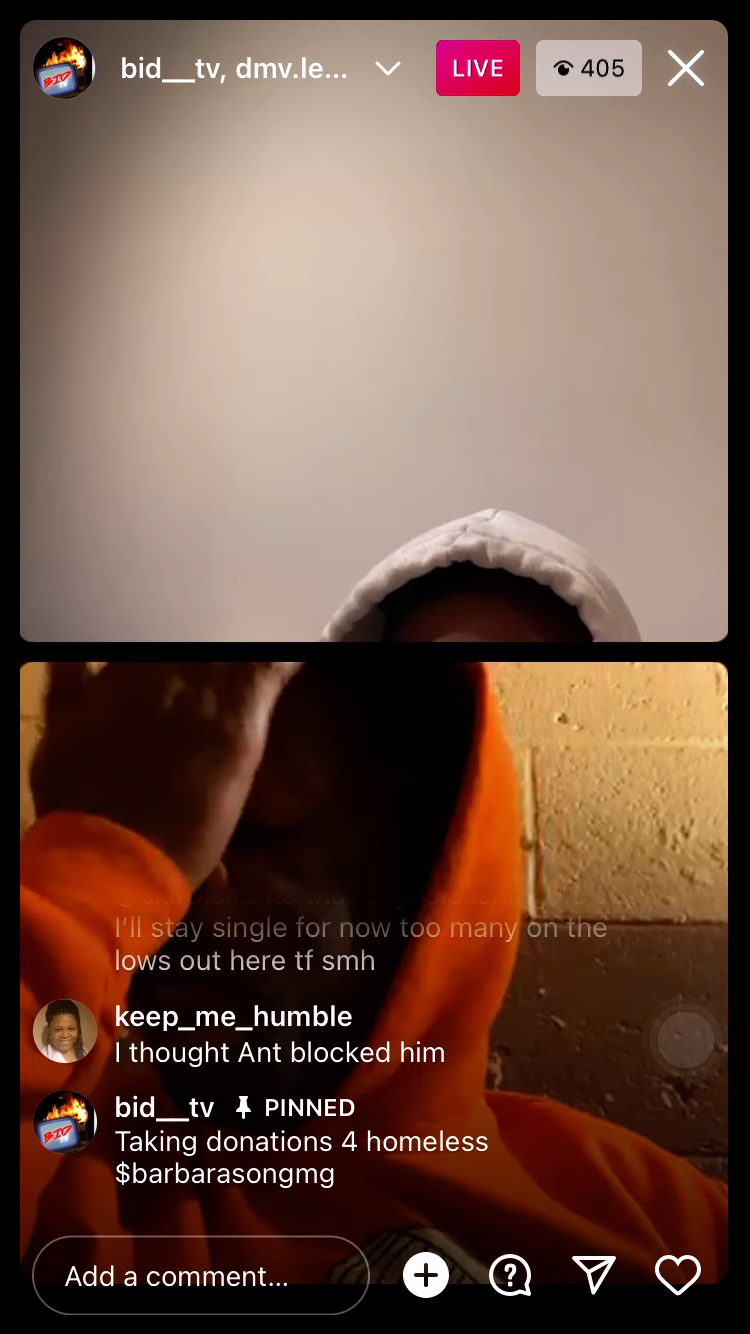 bid__tv, dmv.le...
LIVE
405
I'll stay single for now too many on the
lows out here tf smh
keep_me_humble
I thought Ant blocked him
bid__tv PINNED
Taking donations 4 homeless
$barbarasongmg
Add a comment...